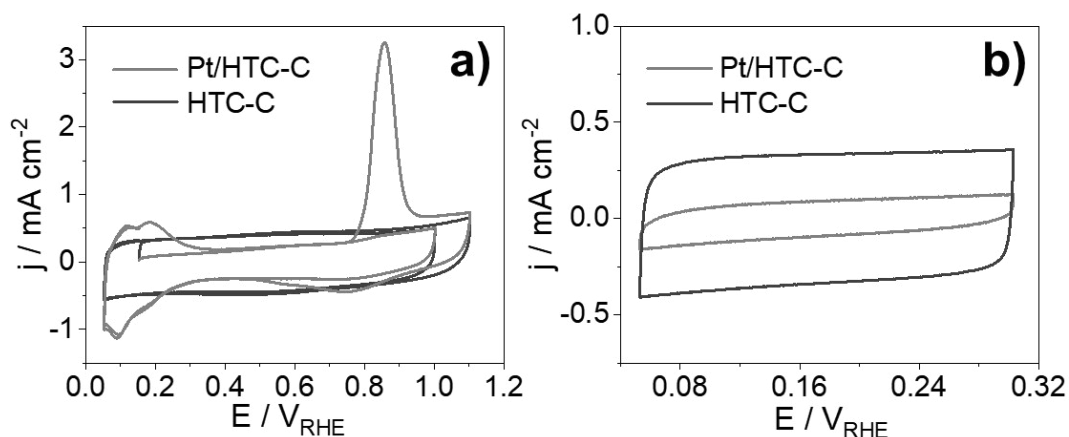 a)
Pt/HTC-C
HTC-C
3
2
1
0
-1
j / mA cm⁻²
0.0 0.2 0.4 0.6 0.8 1.0 1.2
E / V_RHE
b)
Pt/HTC-C
HTC-C
1.0
0.5
0.0
-0.5
j / mA cm⁻²
0.08 0.16 0.24 0.32
E / V_RHE